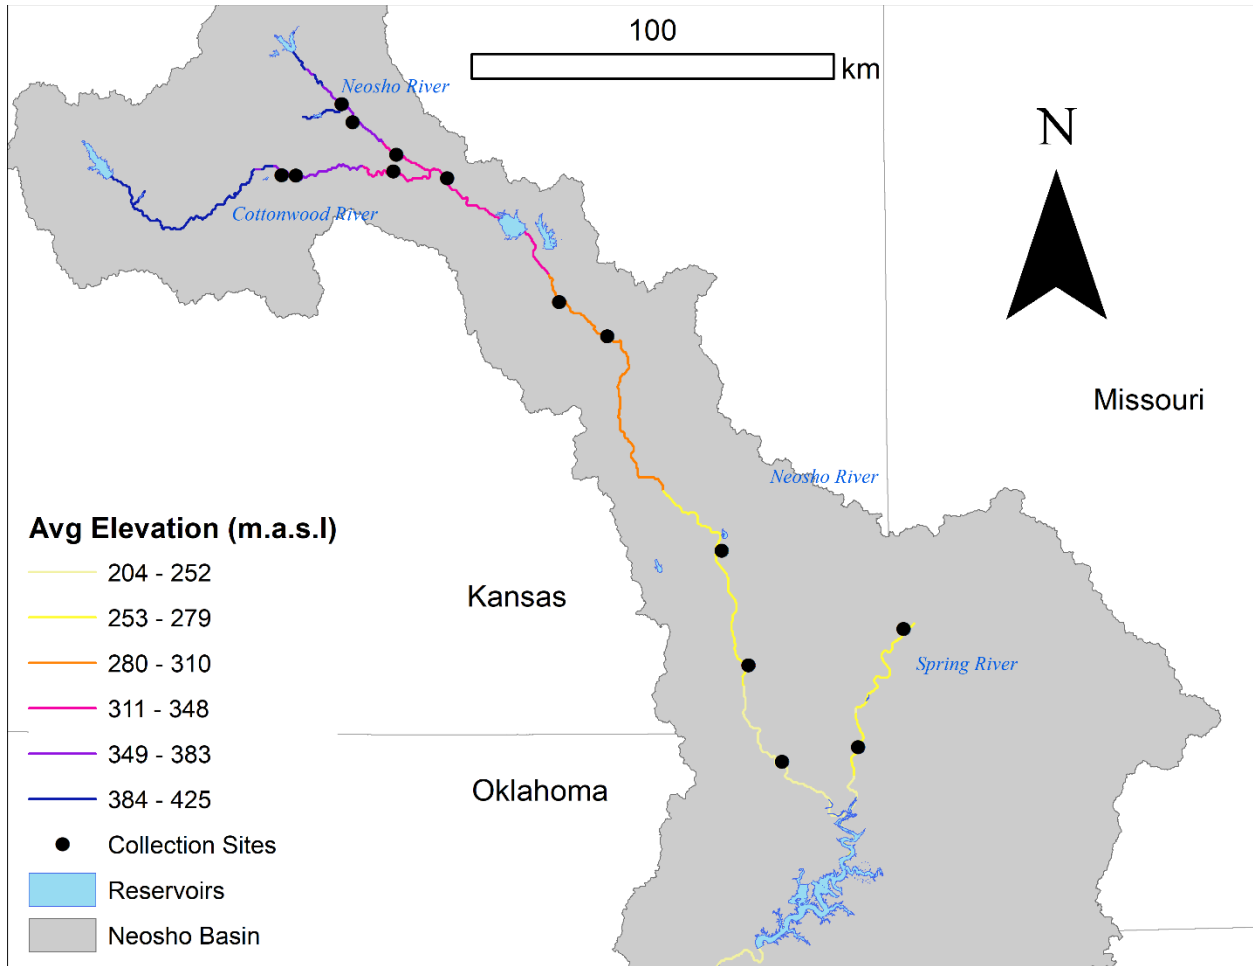 100
km
Neosho River
N
Cottonwood River
Missouri
Neosho River
Avg Elevation (m.a.s.l)
204 - 252
253 - 279
280 - 310
311 - 348
349 - 383
384 - 425
Collection Sites
Reservoirs
Neosho Basin
Kansas
Spring River
Oklahoma